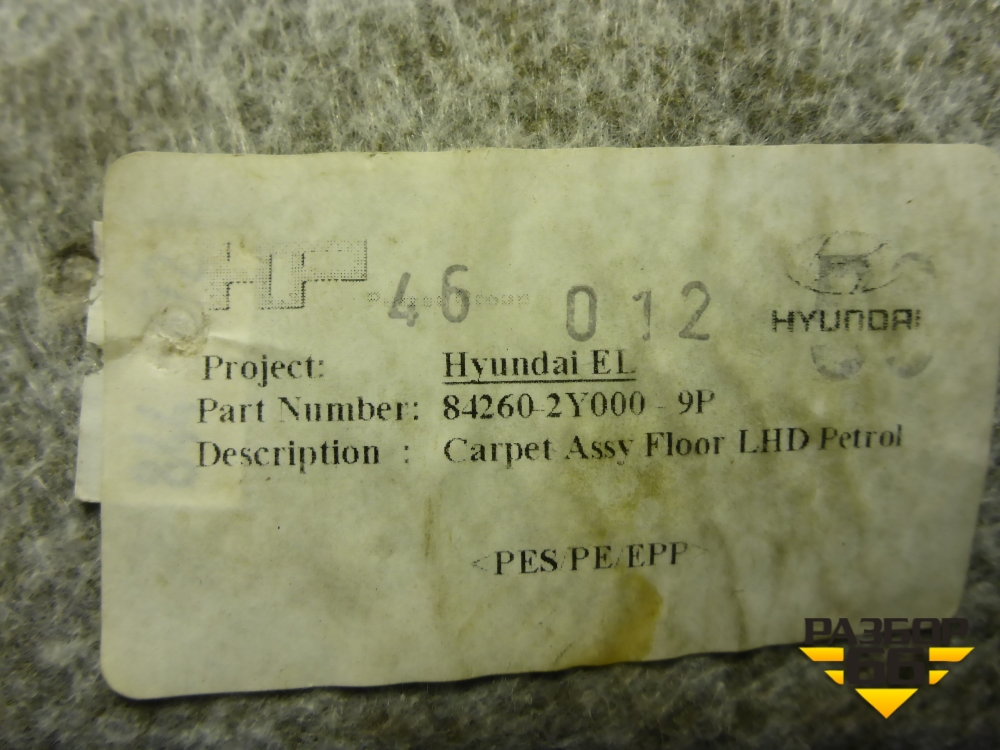 HP
46 012
HYUNDAI
Project: Hyundai EL
Part Number: 84260-2Y000 - 9P
Description : Carpet Assy Floor LHD Petrol
<PES/PE/EPP>
РАЗБОР
66